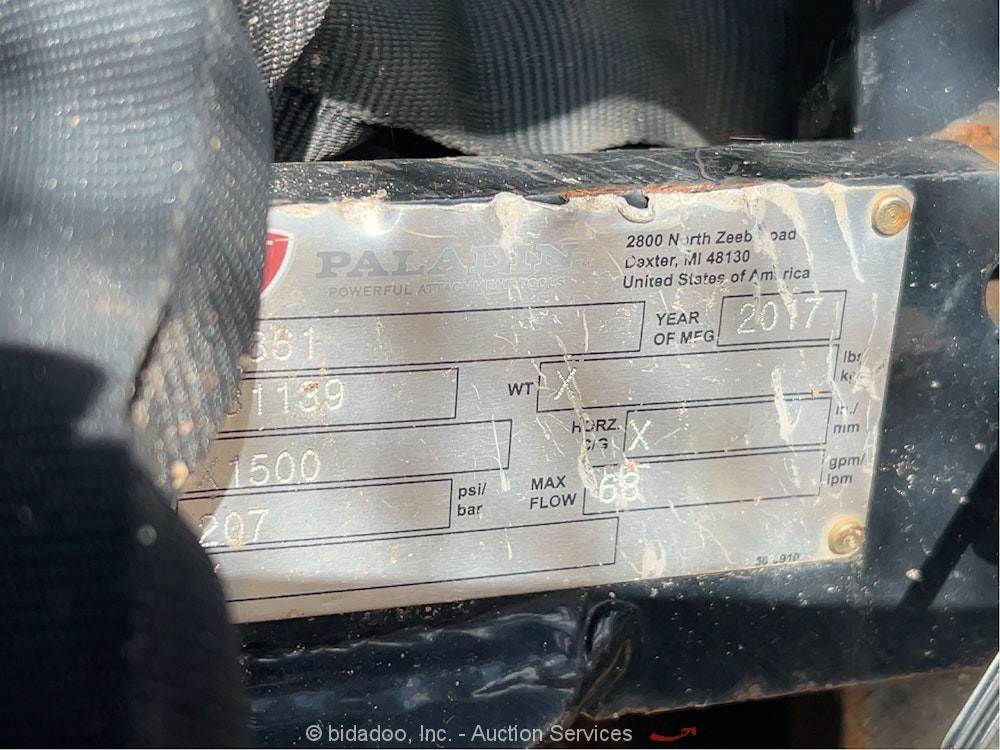 PALADIN
POWERFUL ATTACHMENT TOOLS
2800 North Zeeb Road
Dexter, MI 48130
United States of America
361
YEAR OF MFG 2017
1139
WT X lbs kg
HORZ. C/G X in./ mm
1500
MAX FLOW 68 gpm/ lpm
207 psi/ bar
© bidadoo, Inc. - Auction Services